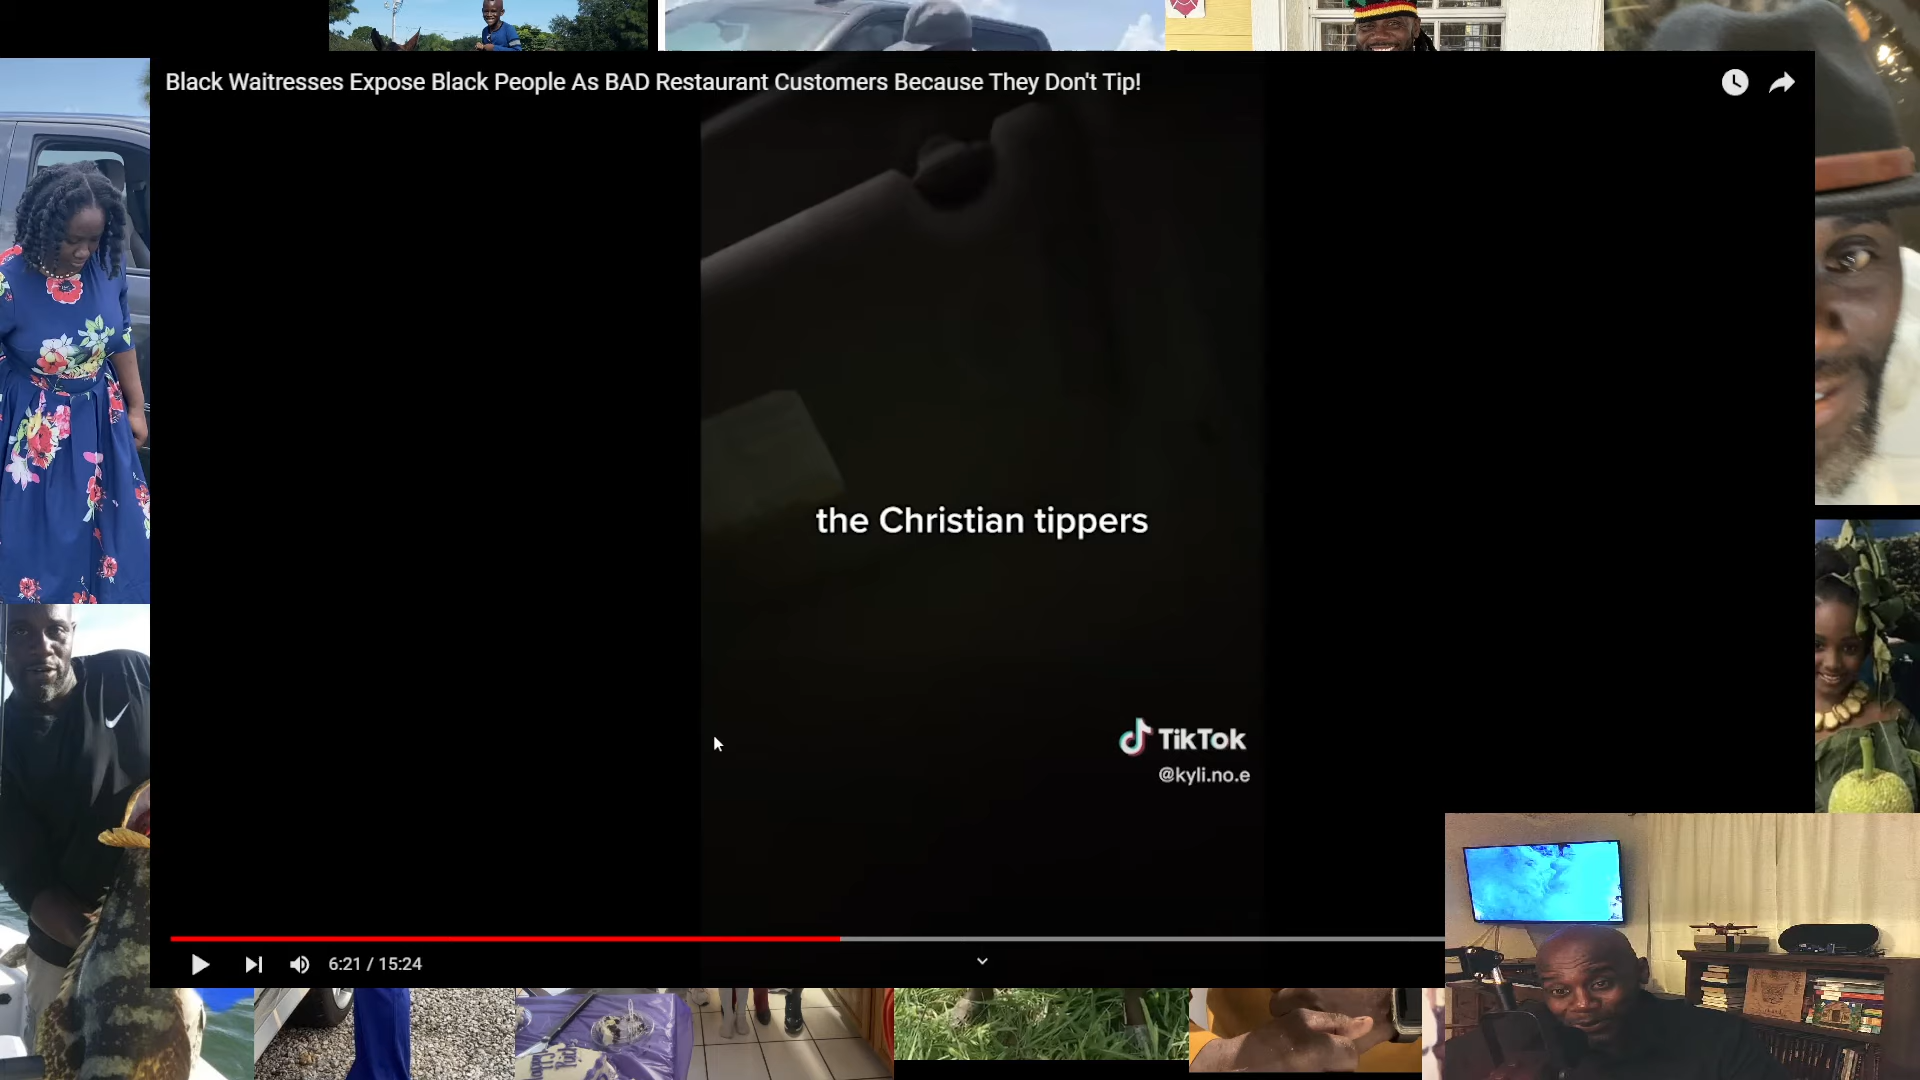 Black Waitresses Expose Black People As BAD Restaurant Customers Because They Don't Tip!
the Christian tippers
TikTok
@kyli.no.e
6:21 / 15:24